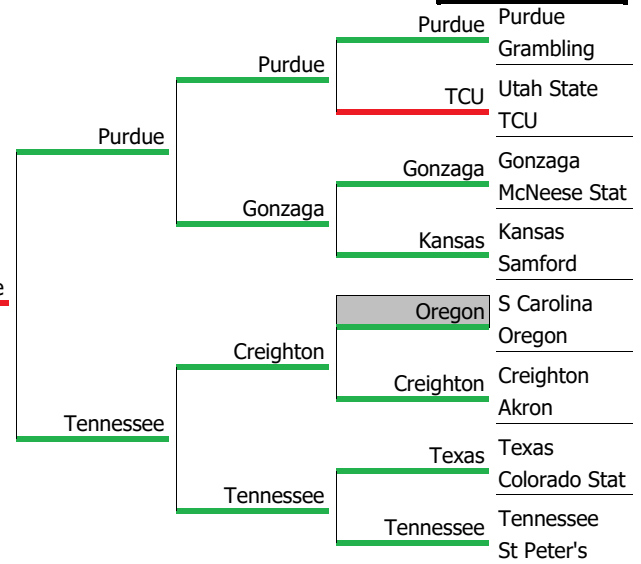 Purdue
Purdue
Grambling
Purdue
TCU
Utah State
TCU
Purdue
Gonzaga
Gonzaga
McNeese Stat
Gonzaga
Kansas
Kansas
Samford
e
Oregon
S Carolina
Oregon
Creighton
Creighton
Creighton
Akron
Tennessee
Texas
Texas
Colorado Stat
Tennessee
Tennessee
Tennessee
St Peter's